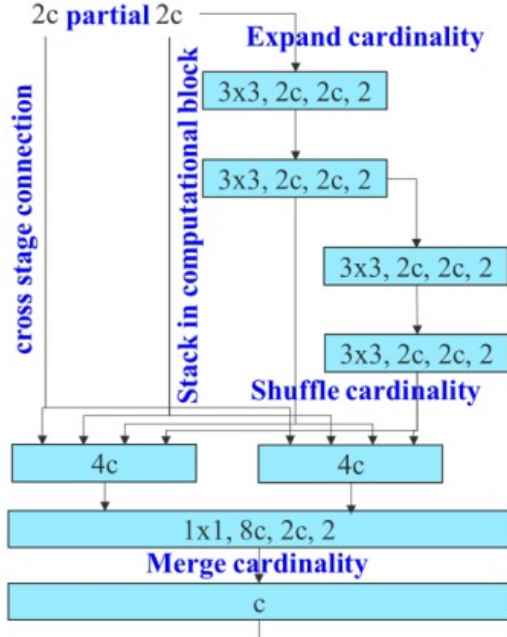 2c partial 2c
Expand cardinality
3x3, 2c, 2c, 2
3x3, 2c, 2c, 2
cross stage connection
Stack in computational block
3x3, 2c, 2c, 2
3x3, 2c, 2c, 2
Shuffle cardinality
4c
4c
1x1, 8c, 2c, 2
Merge cardinality
c